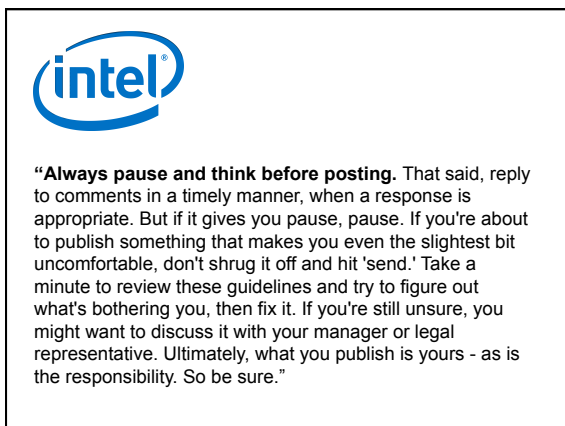 intel®
“Always pause and think before posting. That said, reply
to comments in a timely manner, when a response is
appropriate. But if it gives you pause, pause. If you're about
to publish something that makes you even the slightest bit
uncomfortable, don't shrug it off and hit 'send.' Take a
minute to review these guidelines and try to figure out
what's bothering you, then fix it. If you're still unsure, you
might want to discuss it with your manager or legal
representative. Ultimately, what you publish is yours - as is
the responsibility. So be sure.”